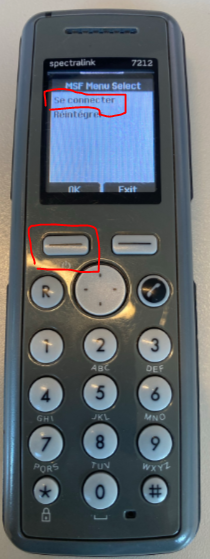 spectralink 7212
MSF Menu Select
Se connecter
Réintégrer
OK Exit
R
1 2 3
ABC DEF
4 5 6
GHI JKL MNO
7 8 9
PQRS TUV WXYZ
* 0 #